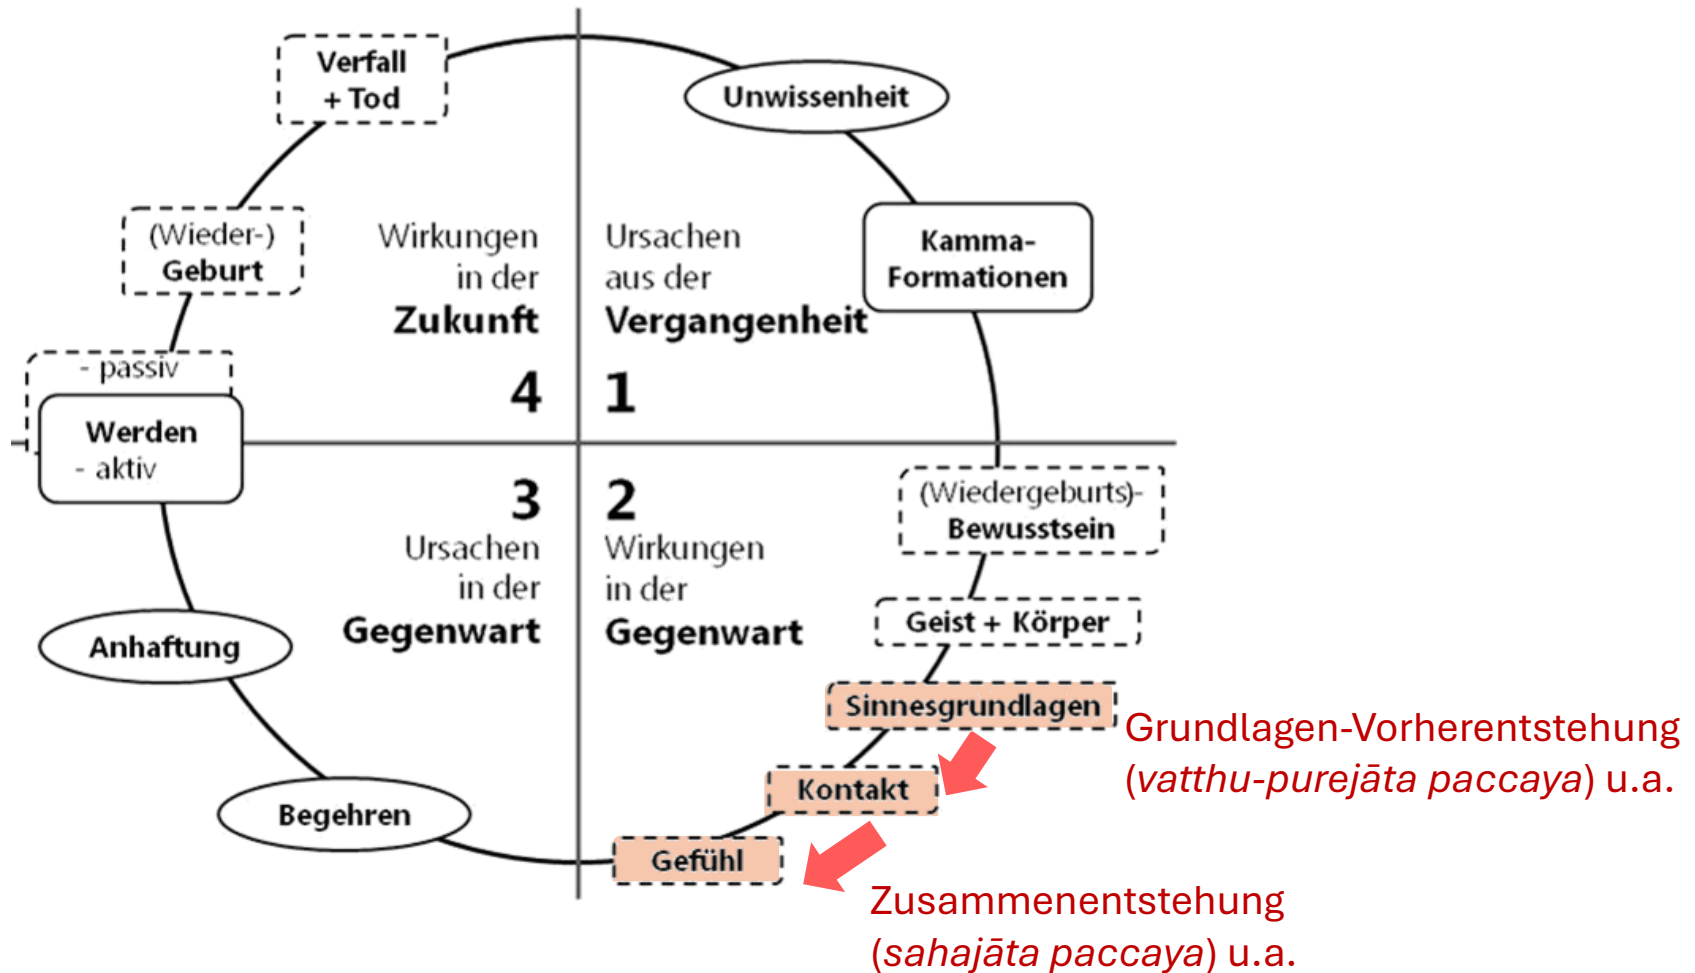 Verfall
+ Tod
Unwissenheit
(Wieder-)
Geburt
Wirkungen
in der
Zukunft
4
Ursachen
aus der
Vergangenheit
1
Kamma-
Formationen
- passiv
Werden
- aktiv
3
Ursachen
in der
Gegenwart
2
Wirkungen
in der
Gegenwart
(Wiedergeburts)-
Bewusstsein
Geist + Körper
Anhaftung
Sinnesgrundlagen
Grundlagen-Vorherentstehung
(vatthu-purejāta paccaya) u.a.
Kontakt
Begehren
Gefühl
Zusammenentstehung
(sahajāta paccaya) u.a.